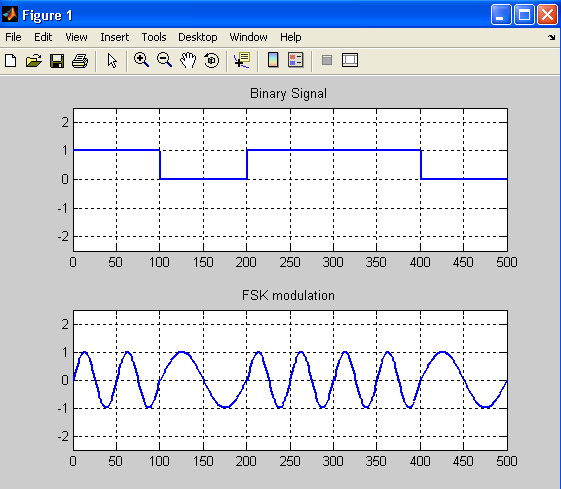 Figure 1
File Edit View Insert Tools Desktop Window Help
Binary Signal
2
1
0
-1
-2
0 50 100 150 200 250 300 350 400 450 500
FSK modulation
2
1
0
-1
-2
0 50 100 150 200 250 300 350 400 450 500